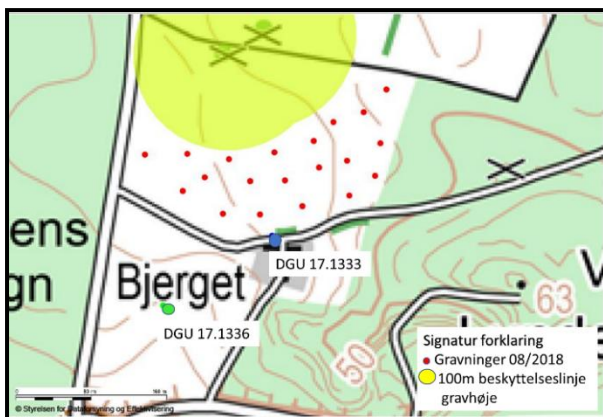 ens
gn
Bjerget
DGU 17.1333
DGU 17.1336
V
63
50
Signatur forklaring
Gravninger 08/2018
100m beskyttelseslinje
gravhøje
© Styrelsen for Dataforsyning og Effektivisering